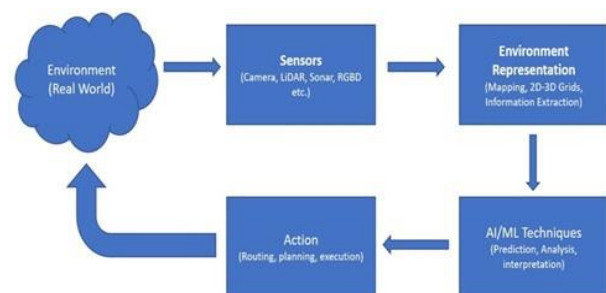 Environment
(Real World)
Sensors
(Camera, LiDAR, Sonar, RGBD
etc.)
Environment
Representation
(Mapping, 2D-3D Grids,
Information Extraction)
Action
(Routing, planning, execution)
AI/ML Techniques
(Prediction, Analysis,
interpretation)